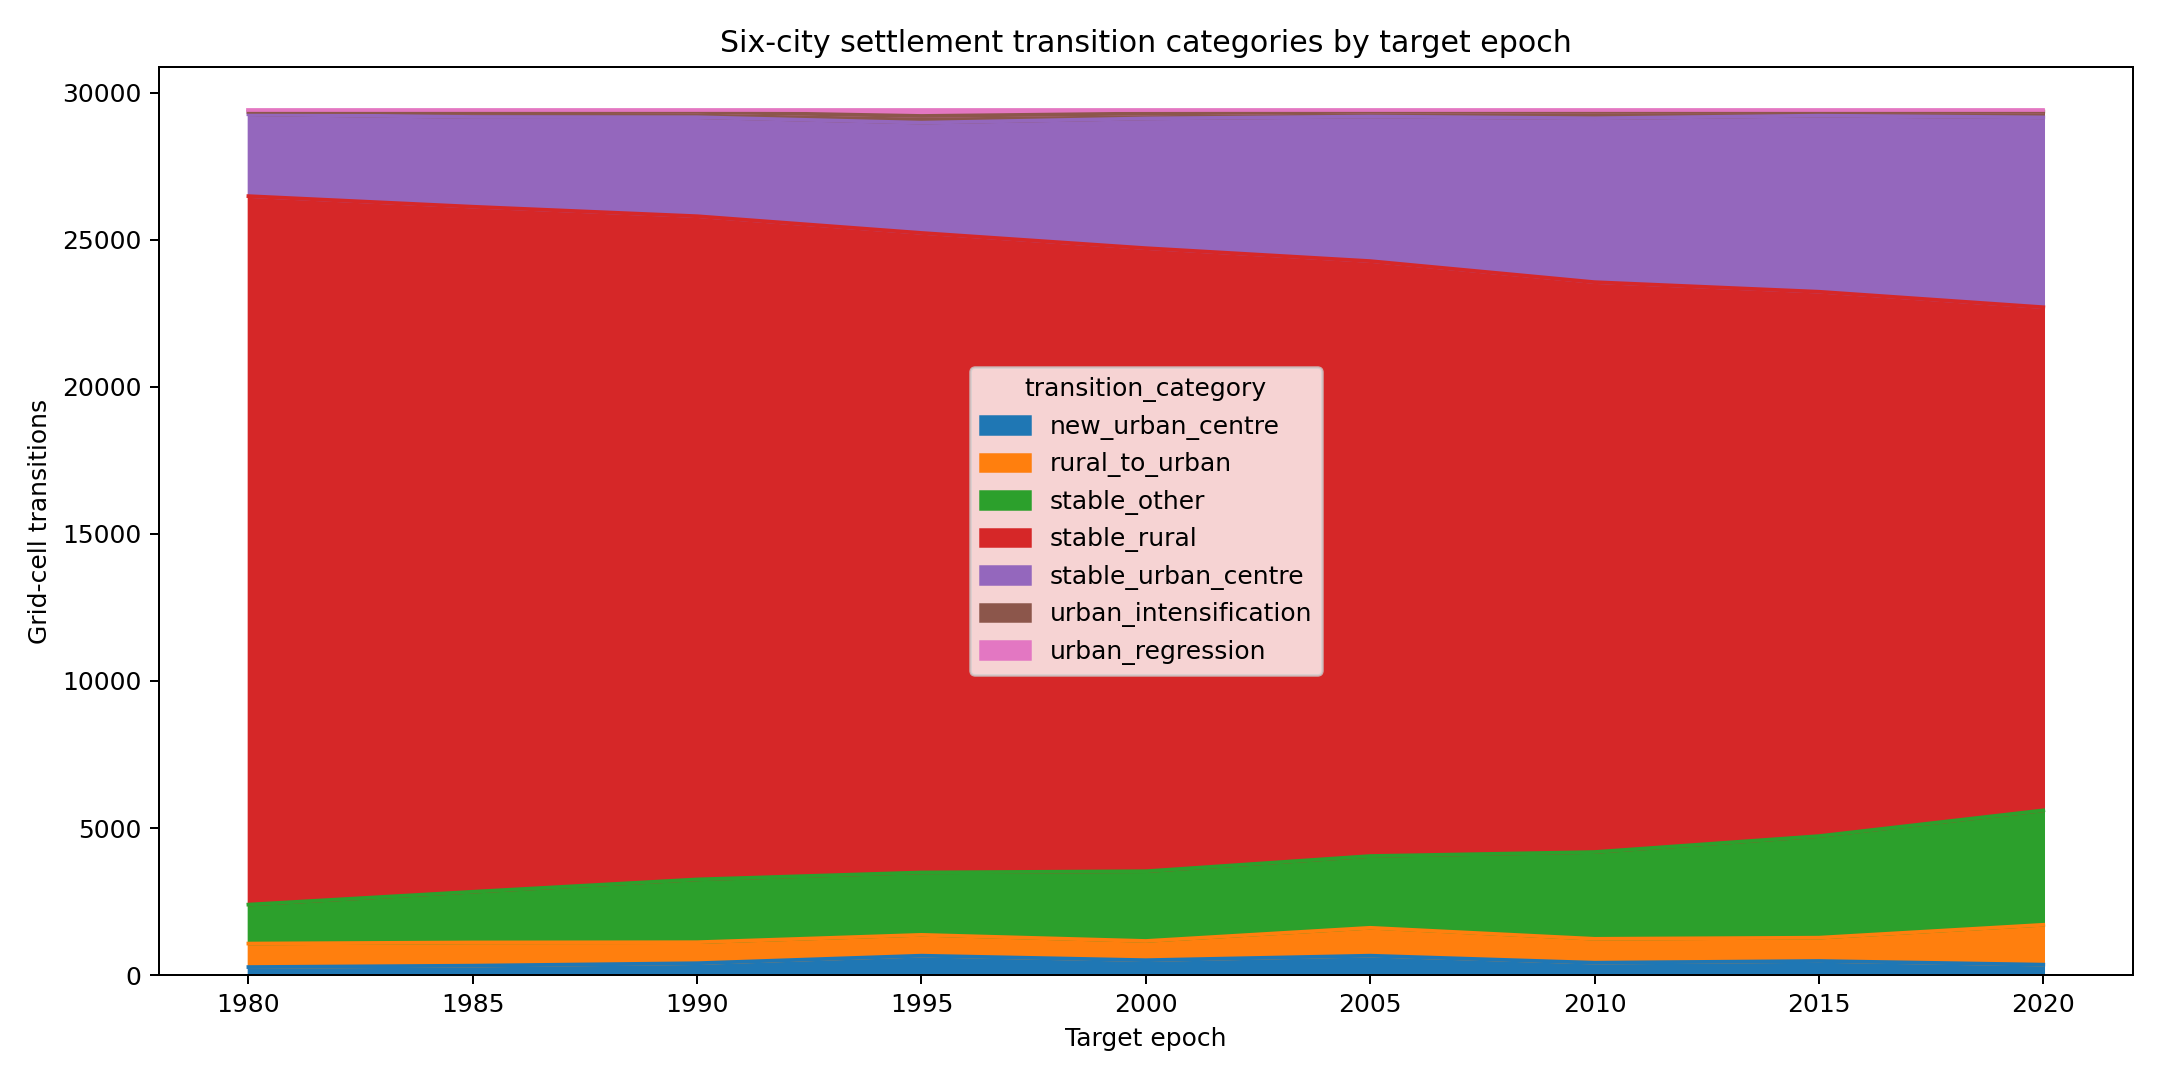 Six-city settlement transition categories by target epoch
30000
25000
20000
15000
10000
5000
0
Grid-cell transitions
transition_category
new_urban_centre
rural_to_urban
stable_other
stable_rural
stable_urban_centre
urban_intensification
urban_regression
1980 1985 1990 1995 2000 2005 2010 2015 2020
Target epoch